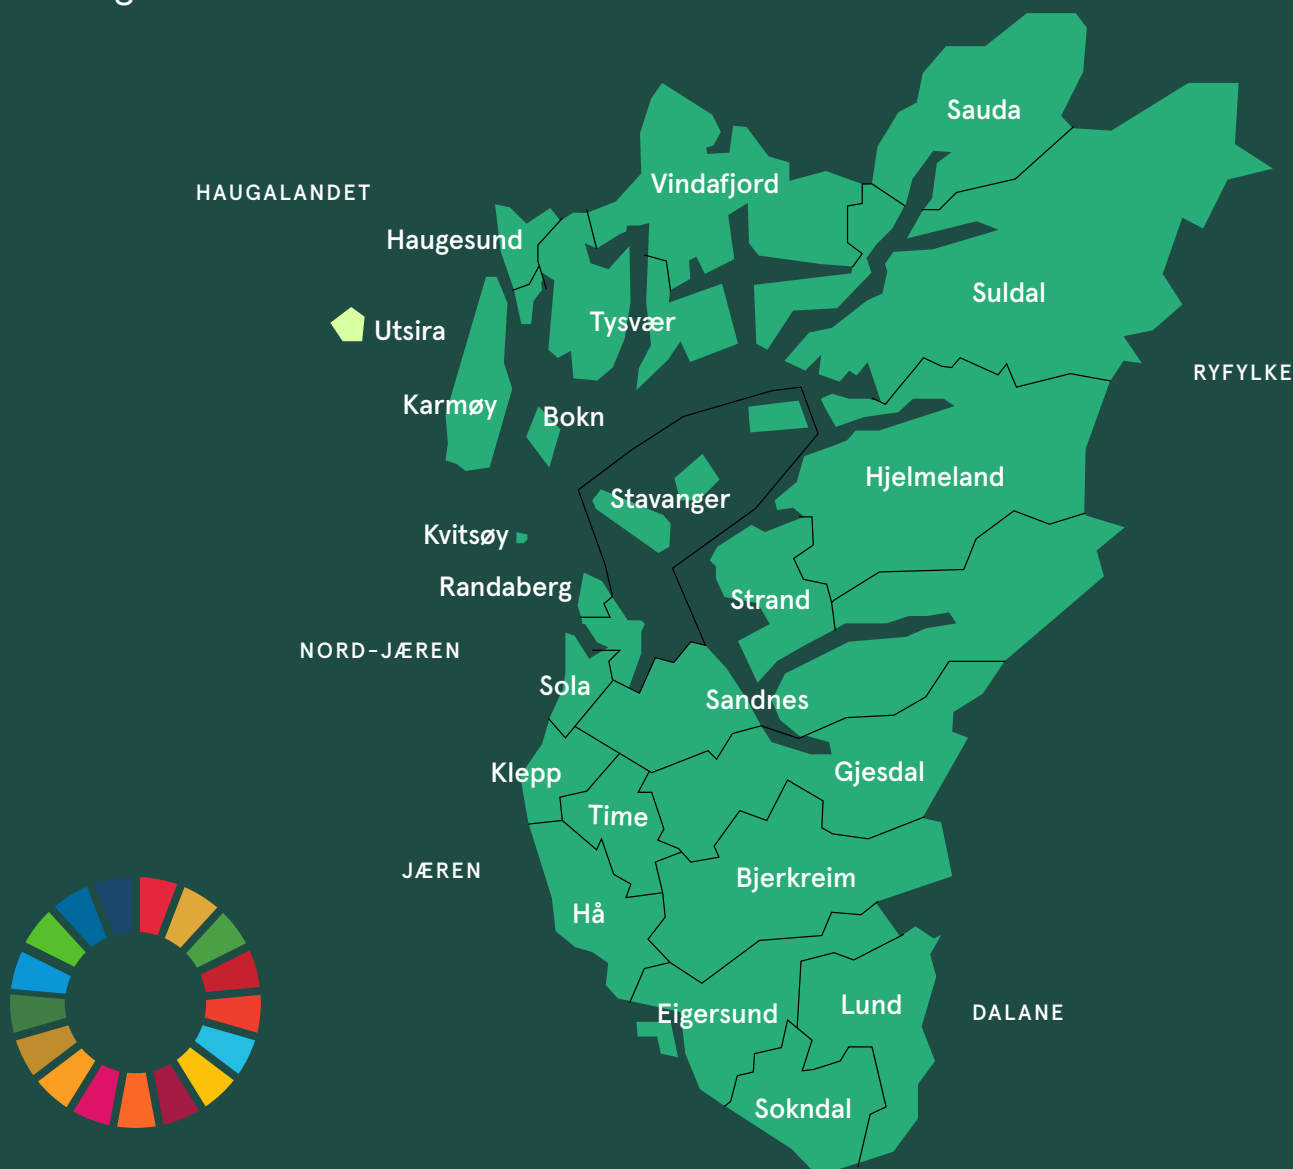 g
Sauda
Vindafjord
HAUGALANDET
Haugesund
Suldal
Tysvær
Utsira
RYFYLKE
Karmøy
Bokn
Hjelmeland
Stavanger
Kvitsøy
Randaberg
Strand
NORD-JÆREN
Sola
Sandnes
Klepp
Gjesdal
Time
JÆREN
Bjerkreim
Hå
Lund
Eigersund
DALANE
Sokndal